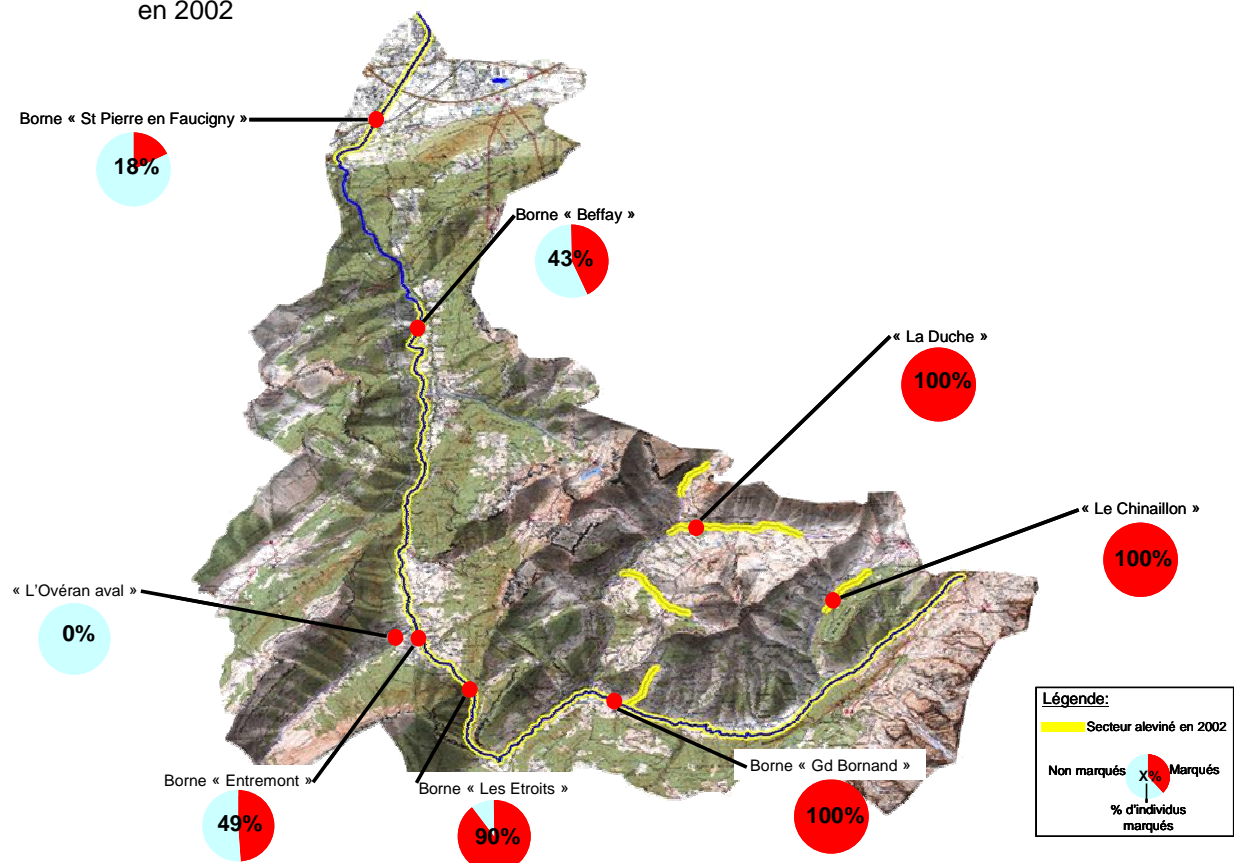 en 2002
Borne « St Pierre en Faucigny »
18%
Borne « Beffay »
43%
« La Duche »
100%
« Le Chinaillon »
100%
« L'Ovéran aval »
0%
Borne « Entremont »
49%
Borne « Les Etroits »
90%
Borne « Gd Bornand »
100%
Légende:
Secteur aleviné en 2002
Non marqués
X%
Marqués
% d'individus
marqués